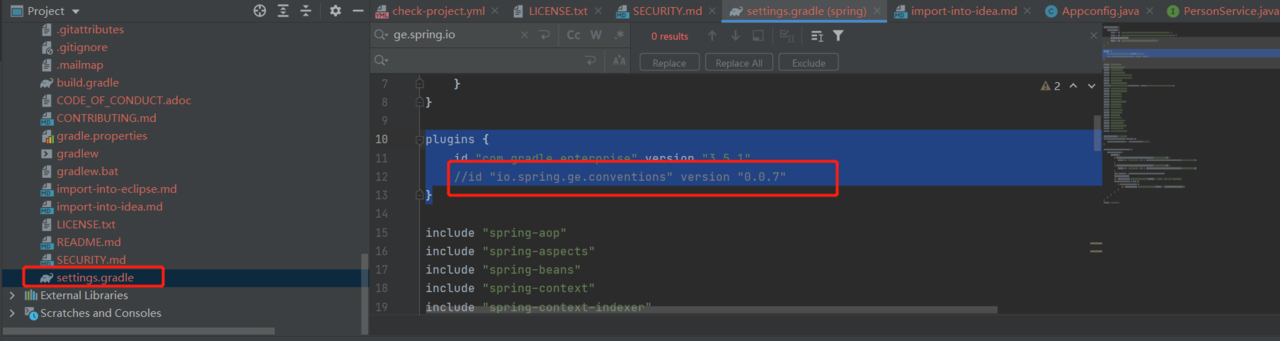 Project
.gitattributes
.gitignore
.mailmap
build.gradle
CODE_OF_CONDUCT.adoc
CONTRIBUTING.md
gradle.properties
gradlew
gradlew.bat
import-into-eclipse.md
import-into-idea.md
LICENSE.txt
README.md
SECURITY.md
settings.gradle
External Libraries
Scratches and Consoles
check-project.yml
LICENSE.txt
SECURITY.md
settings.gradle (spring)
import-into-idea.md
Appconfig.java
PersonService.java
ge.spring.io
Cc
W
.*
0 results
Replace
Replace All
Exclude
2
7 }
8 }
9
10 plugins {
11 id "com.gradle.enterprise" version "3.5.1"
12 //id "io.spring.ge.conventions" version "0.0.7"
13 }
14
15 include "spring-aop"
16 include "spring-aspects"
17 include "spring-beans"
18 include "spring-context"
19 include "spring-context-indexer"